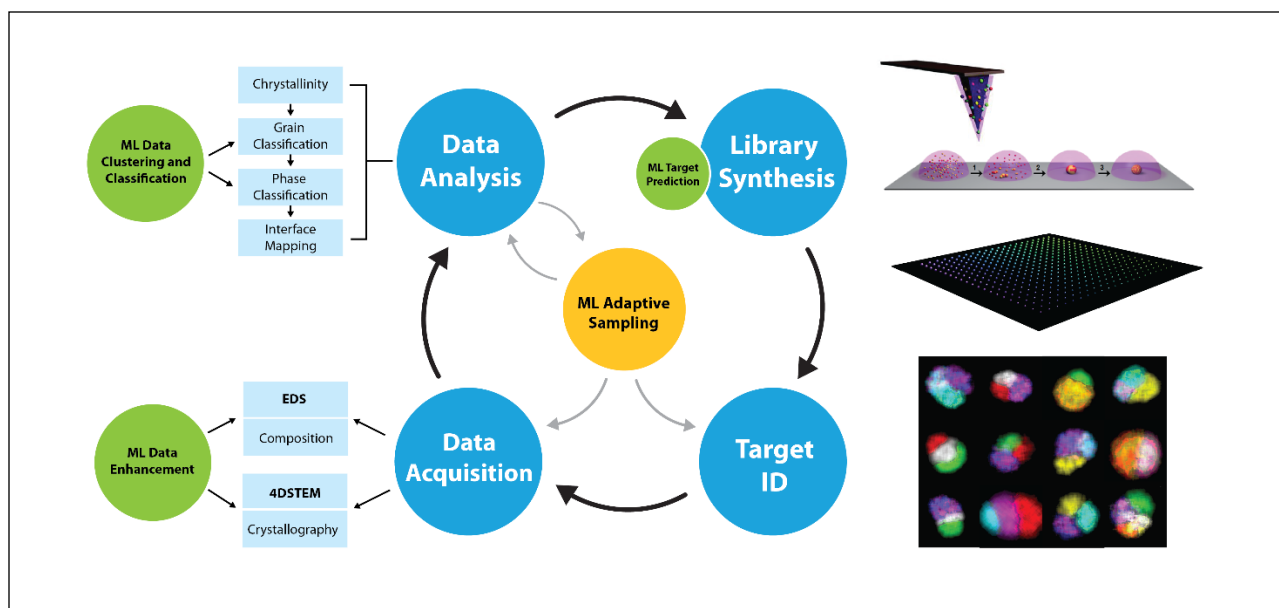 ML Data
Clustering and
Classification
Chrystallinity
Grain
Classification
Phase
Classification
Interface
Mapping
Data
Analysis
ML Target
Prediction
Library
Synthesis
1
2
3
ML Adaptive
Sampling
ML Data
Enhancement
EDS
Composition
4DSTEM
Crystallography
Data
Acquisition
Target
ID